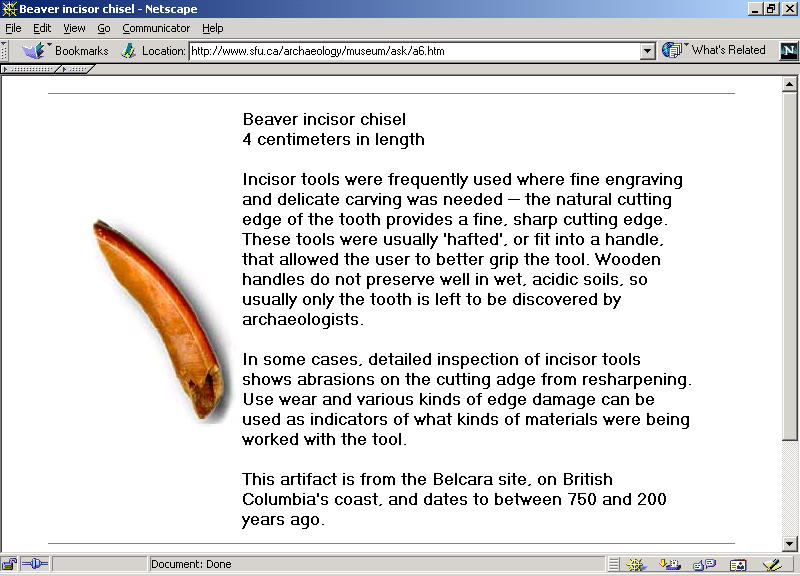 Beaver incisor chisel - Netscape
File Edit View Go Communicator Help
Bookmarks Location: http://www.sfu.ca/archaeology/museum/ask/a6.htm What's Related N
Beaver incisor chisel
4 centimeters in length
Incisor tools were frequently used where fine engraving
and delicate carving was needed — the natural cutting
edge of the tooth provides a fine, sharp cutting edge.
These tools were usually 'hafted', or fit into a handle,
that allowed the user to better grip the tool. Wooden
handles do not preserve well in wet, acidic soils, so
usually only the tooth is left to be discovered by
archaeologists.
In some cases, detailed inspection of incisor tools
shows abrasions on the cutting adge from resharpening.
Use wear and various kinds of edge damage can be
used as indicators of what kinds of materials were being
worked with the tool.
This artifact is from the Belcara site, on British
Columbia's coast, and dates to between 750 and 200
years ago.
Document: Done